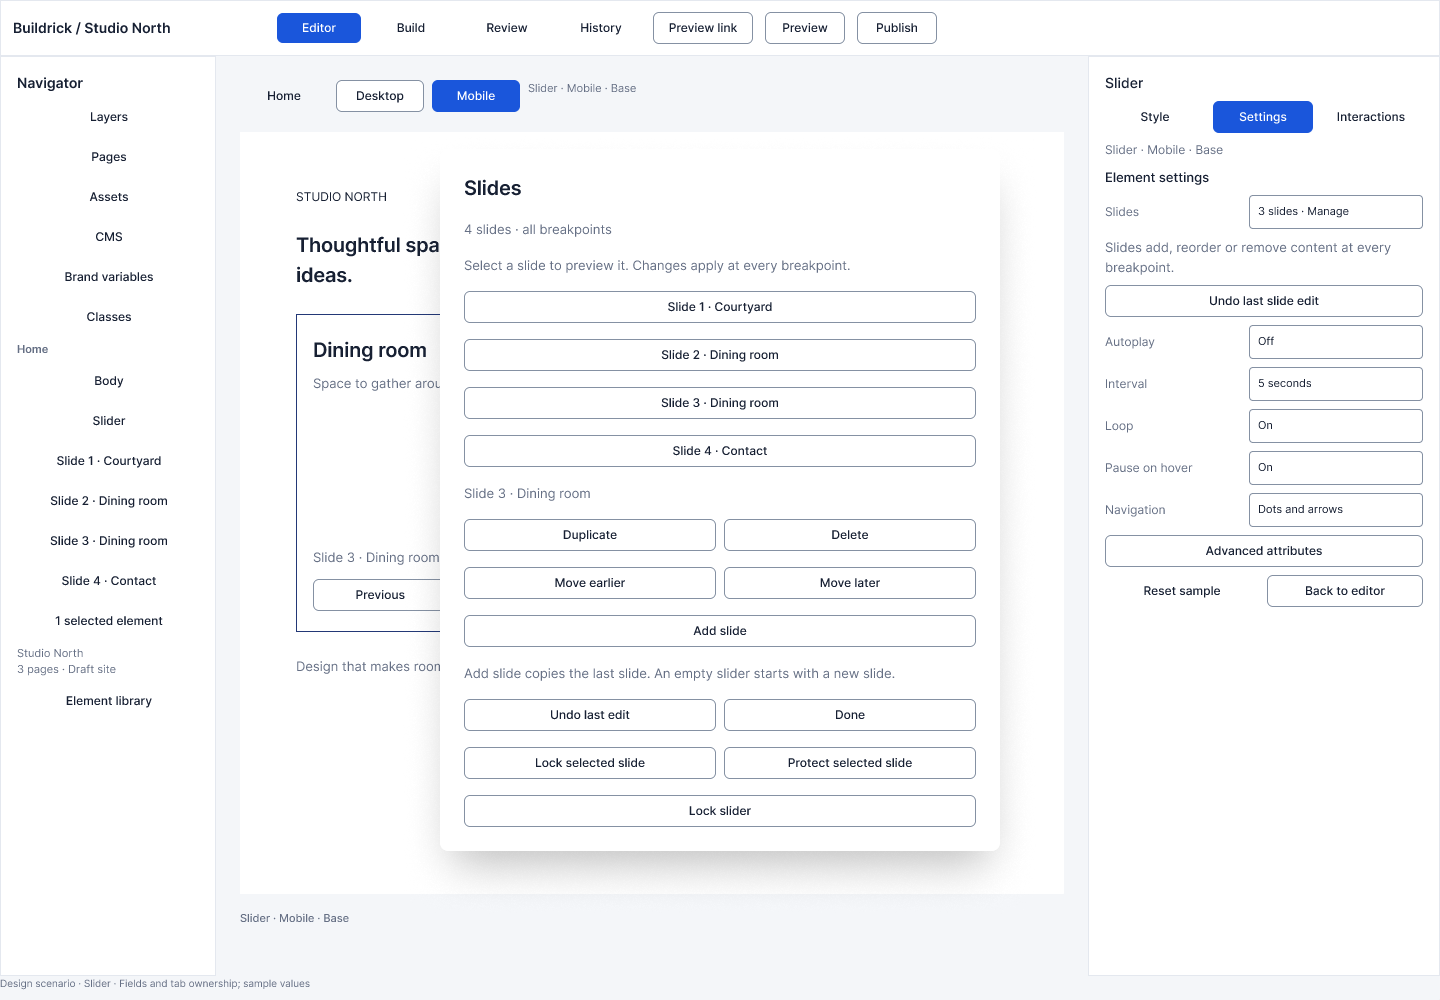 Buildrick / Studio North
Editor
Build
Review
History
Preview link
Preview
Publish
Navigator
Layers
Pages
Assets
CMS
Brand variables
Classes
Home
Body
Slider
Slide 1 · Courtyard
Slide 2 · Dining room
Slide 3 · Dining room
Slide 4 · Contact
1 selected element
Studio North
3 pages · Draft site
Element library
Home
Desktop
Mobile
Slider · Mobile · Base
STUDIO NORTH
Thoughtful spa
ideas.
Dining room
Space to gather arou
Slide 3 · Dining room
Previous
Design that makes room
Slides
4 slides · all breakpoints
Select a slide to preview it. Changes apply at every breakpoint.
Slide 1 · Courtyard
Slide 2 · Dining room
Slide 3 · Dining room
Slide 4 · Contact
Slide 3 · Dining room
Duplicate
Delete
Move earlier
Move later
Add slide
Add slide copies the last slide. An empty slider starts with a new slide.
Undo last edit
Done
Lock selected slide
Protect selected slide
Lock slider
Slider · Mobile · Base
Slider
Style
Settings
Interactions
Slider · Mobile · Base
Element settings
Slides
3 slides · Manage
Slides add, reorder or remove content at every
breakpoint.
Undo last slide edit
Autoplay
Off
Interval
5 seconds
Loop
On
Pause on hover
On
Navigation
Dots and arrows
Advanced attributes
Reset sample
Back to editor
Design scenario · Slider · Fields and tab ownership; sample values